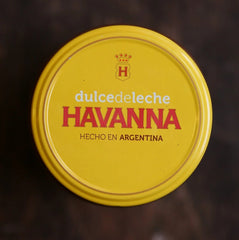 H
dulcedeleche
HAVANNA
HECHO EN ARGENTINA